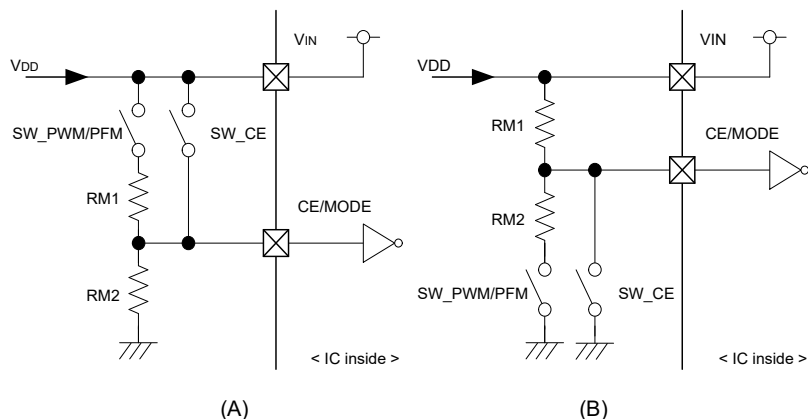 VDD
VIN
SW_PWM/PFM
SW_CE
RM1
CE/MODE
RM2
< IC inside >
(A)
VDD
VIN
RM1
CE/MODE
RM2
SW_PWM/PFM
SW_CE
< IC inside >
(B)